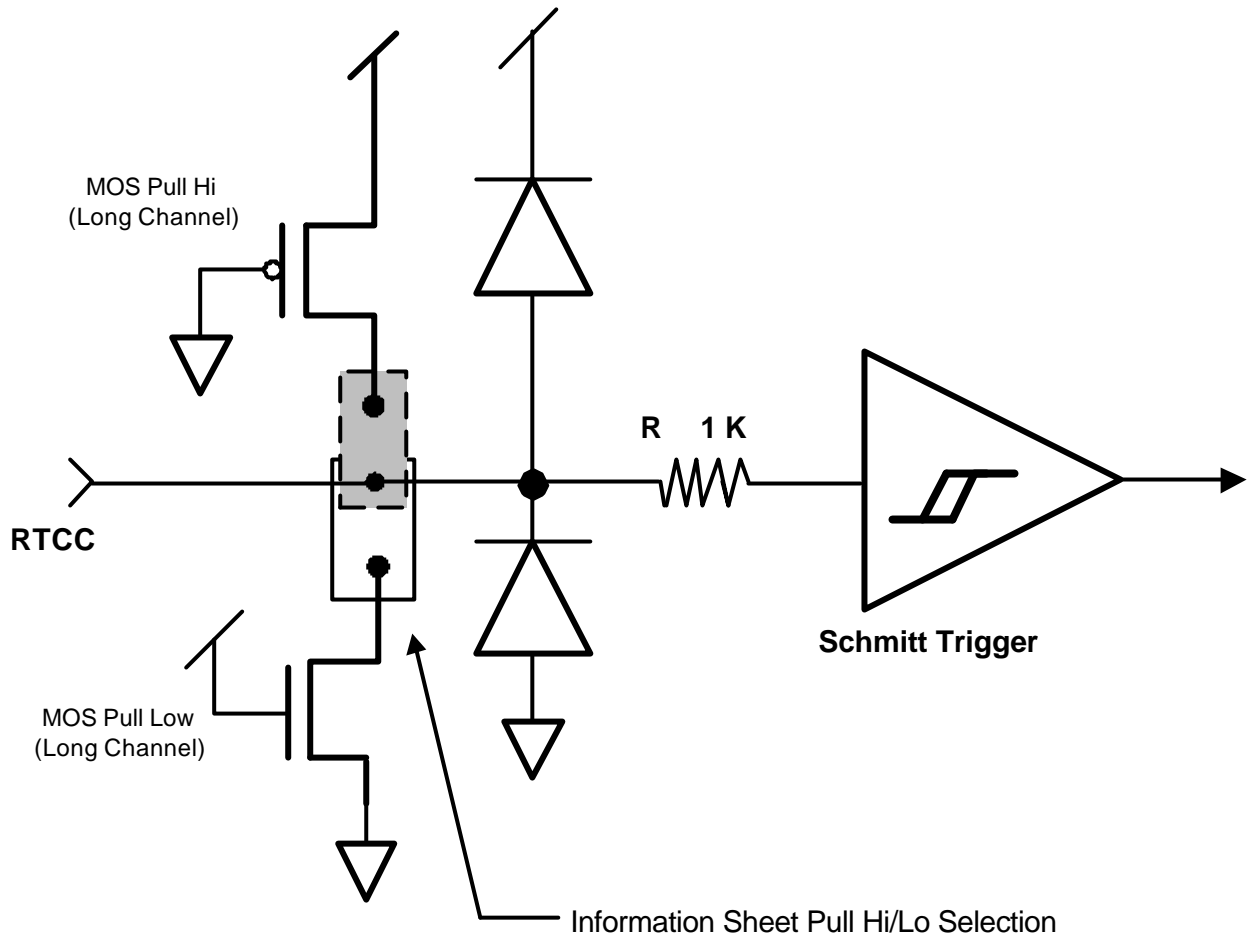 MOS Pull Hi
(Long Channel)
R 1 K
RTCC
Schmitt Trigger
MOS Pull Low
(Long Channel)
Information Sheet Pull Hi/Lo Selection